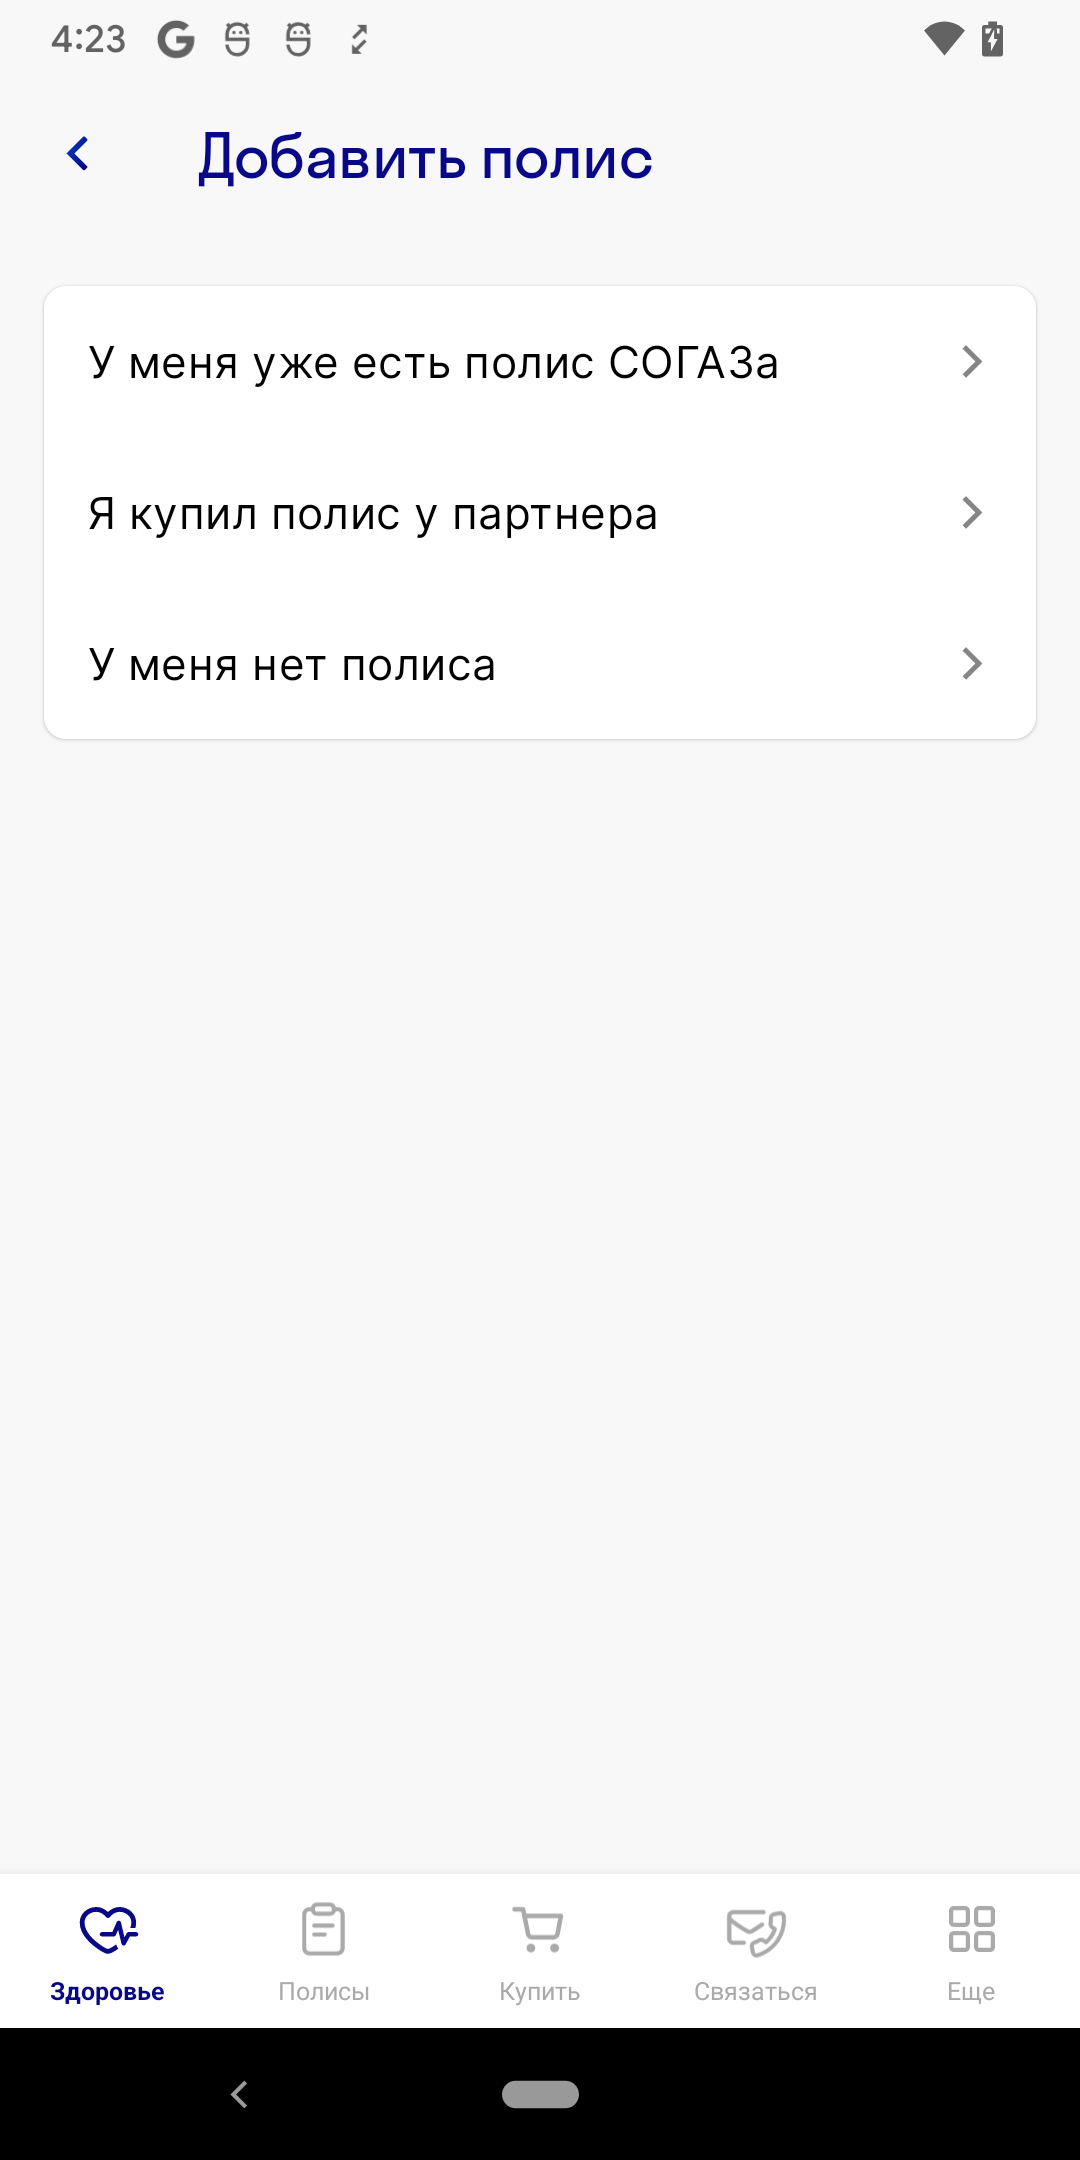 4:23
Добавить полис
У меня уже есть полис СОГАЗа
Я купил полис у партнера
У меня нет полиса
Здоровье
Полисы
Купить
Связаться
Еще